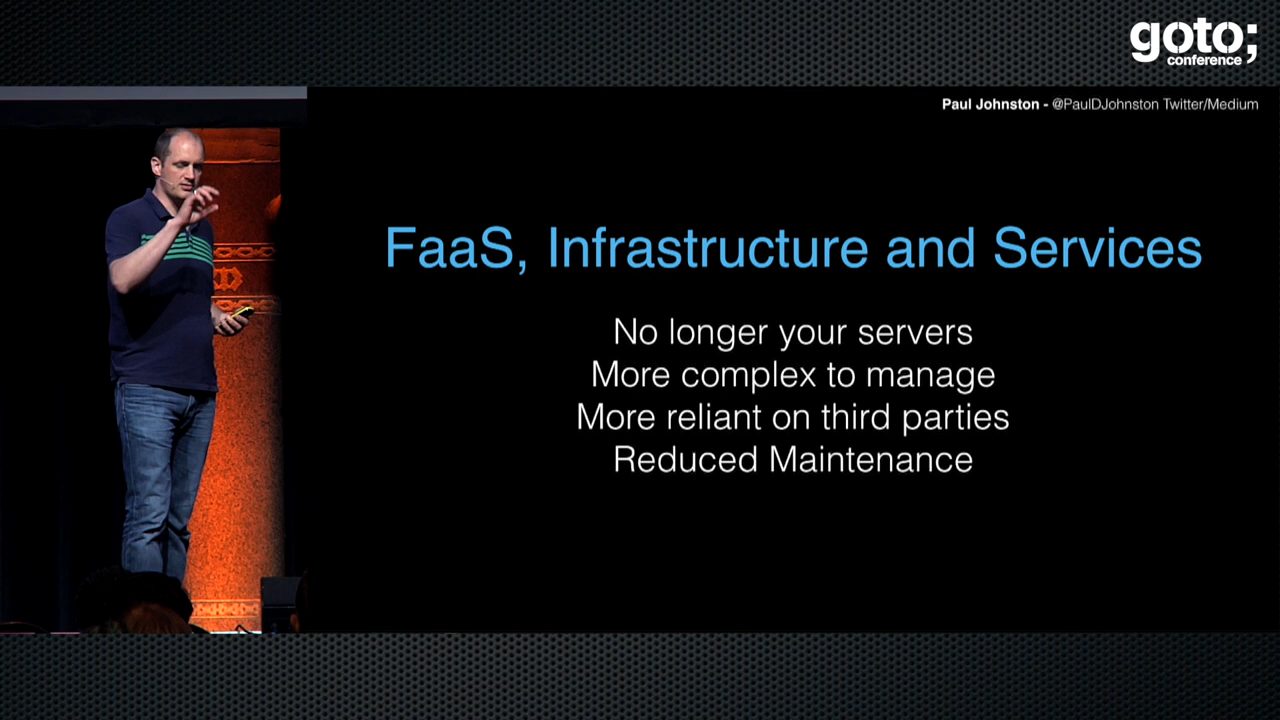 goto;
conference
Paul Johnston - @PaulDJohnston Twitter/Medium
FaaS, Infrastructure and Services
No longer your servers
More complex to manage
More reliant on third parties
Reduced Maintenance